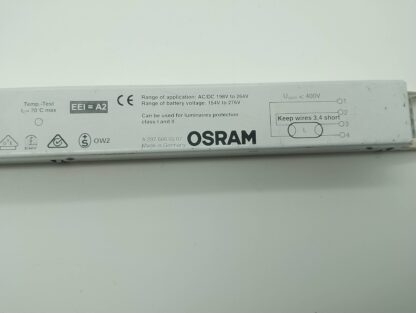 Temp.-Test
EEI = A2
CE
Range of application: AC/DC 198V to 264V
Range of battery voltage: 154V to 276V
Can be used for luminaires protection
class I and II
Made in Germany
OSRAM
OW2
< 400V
1
2
Keep wires 3,4 short
3
L
4